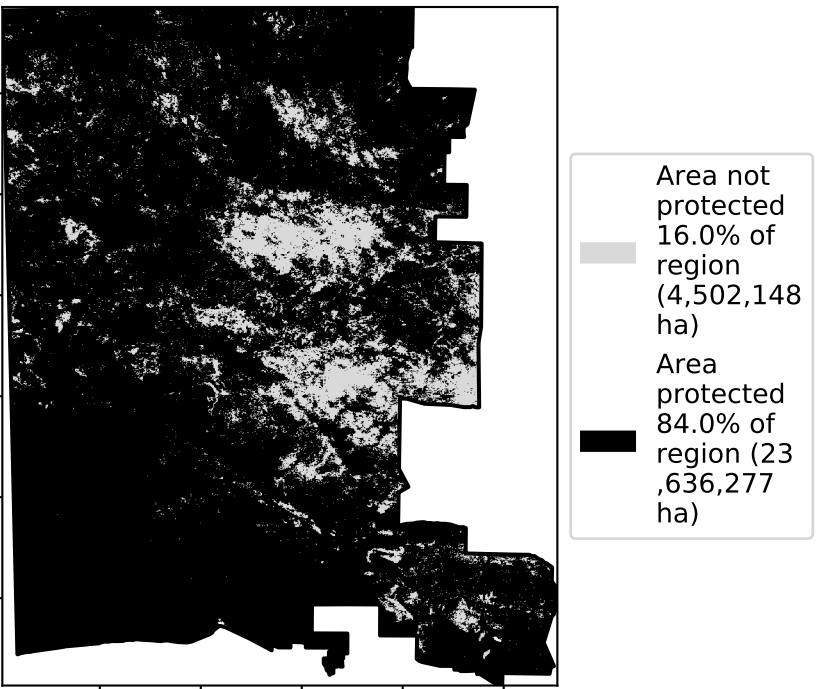 Area not
protected
16.0% of
region
(4,502,148
ha)
Area
protected
84.0% of
region (23
,636,277
ha)